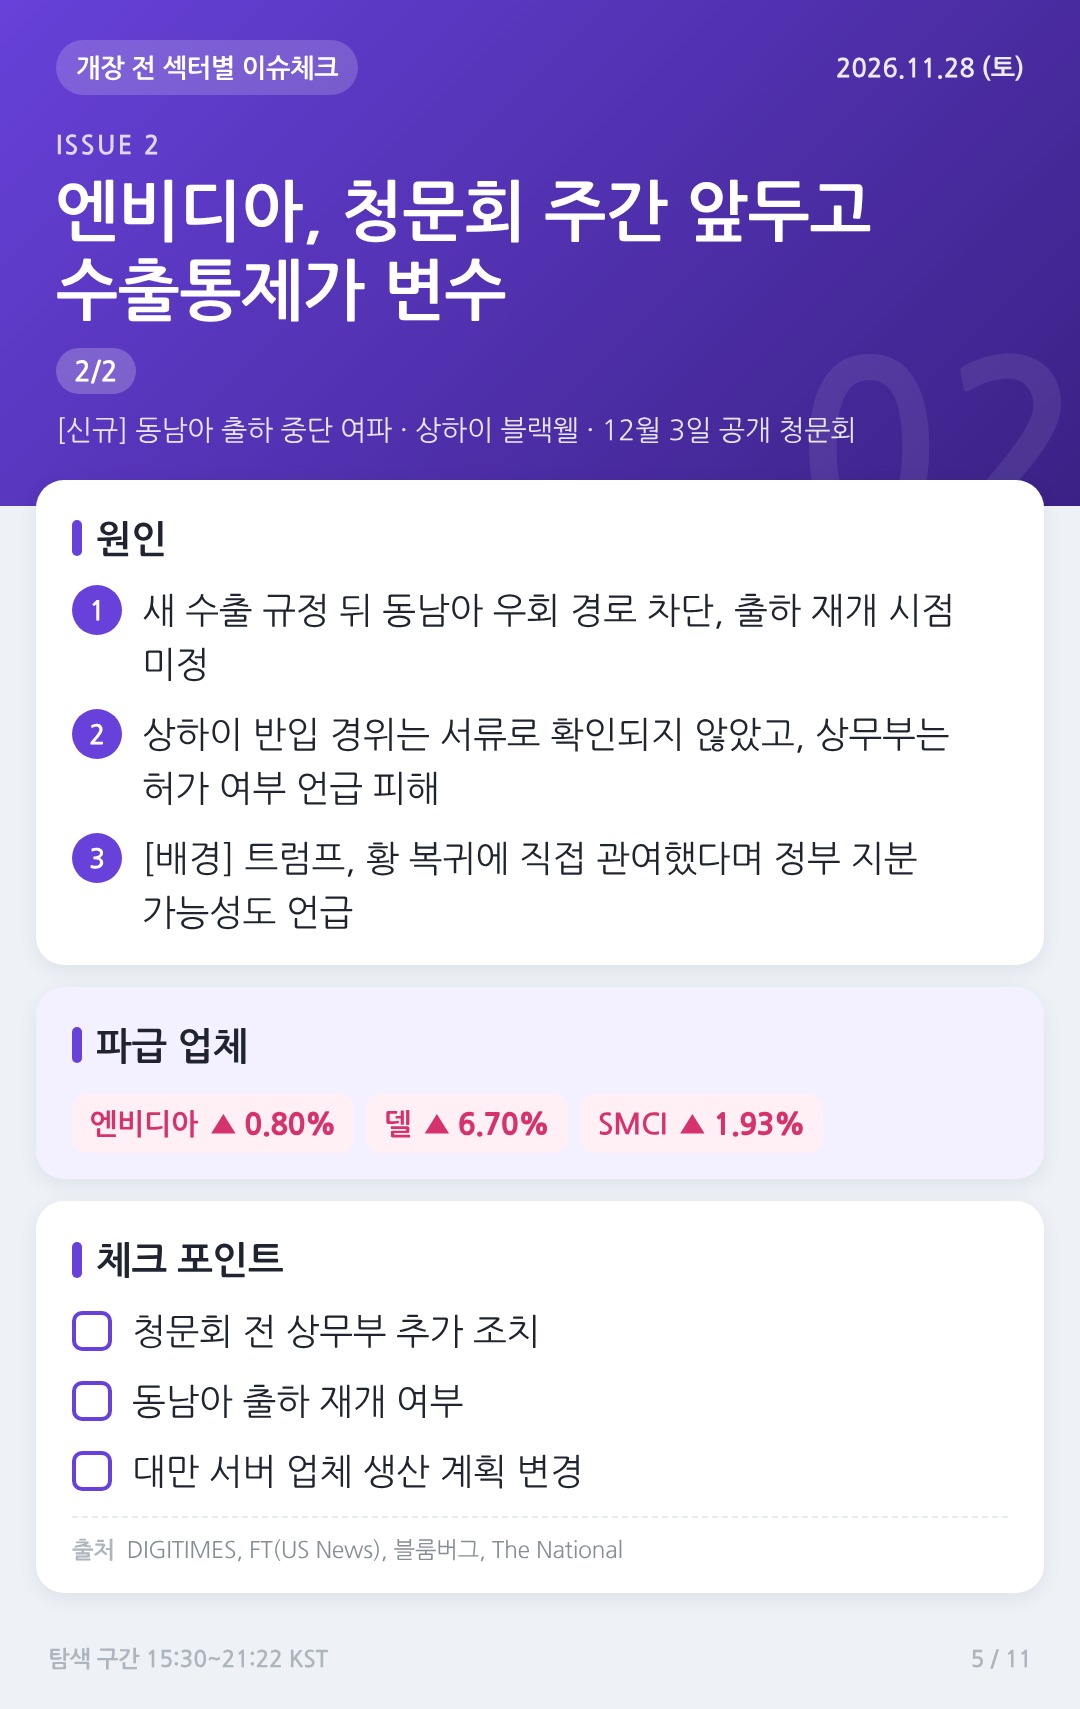 개장 전 섹터별 이슈체크
2026.11.28 (토)
ISSUE 2
엔비디아, 청문회 주간 앞두고
수출통제가 변수
2/2
02
[신규] 동남아 출하 중단 여파 · 상하이 블랙웰 · 12월 3일 공개 청문회
원인
1 새 수출 규정 뒤 동남아 우회 경로 차단, 출하 재개 시점
미정
2 상하이 반입 경위는 서류로 확인되지 않았고, 상무부는
허가 여부 언급 피해
3 [배경] 트럼프, 황 복귀에 직접 관여했다며 정부 지분
가능성도 언급
파급 업체
엔비디아 ▲ 0.80% 델 ▲ 6.70% SMCI ▲ 1.93%
체크 포인트
청문회 전 상무부 추가 조치
동남아 출하 재개 여부
대만 서버 업체 생산 계획 변경
출처 DIGITIMES, FT(US News), 블룸버그, The National
탐색 구간 15:30~21:22 KST
5 / 11